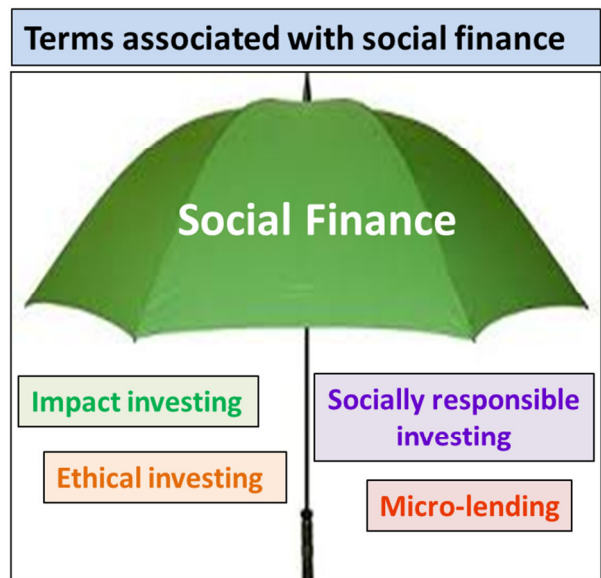 Terms associated with social finance
Social Finance
Impact investing
Socially responsible
investing
Ethical investing
Micro-lending